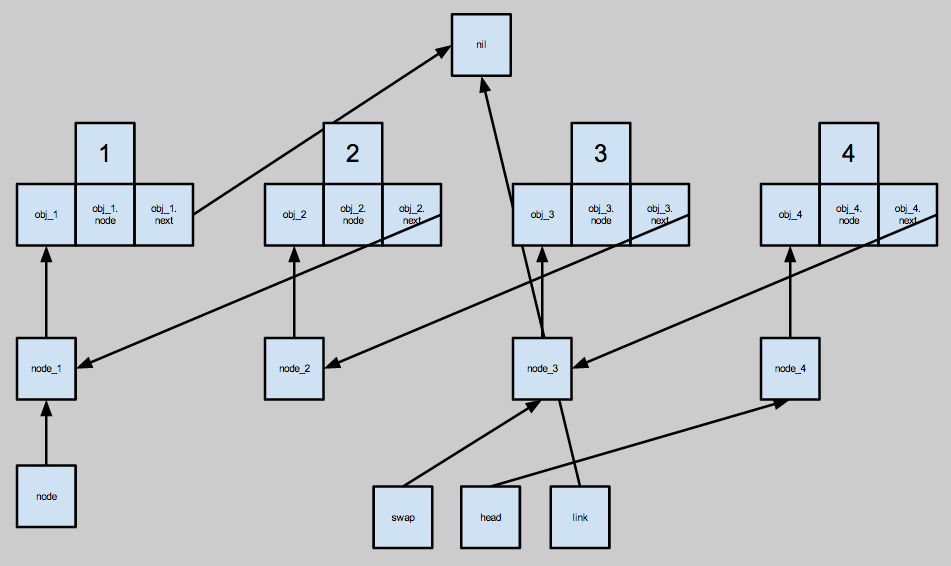 nil
1
2
3
4
obj_1
obj_1.
node
obj_1.
next
obj_2
obj_2.
node
obj_2.
next
obj_3
obj_3.
node
obj_3.
next
obj_4
obj_4.
node
obj_4.
next
node_1
node_2
node_3
node_4
node
swap
head
link